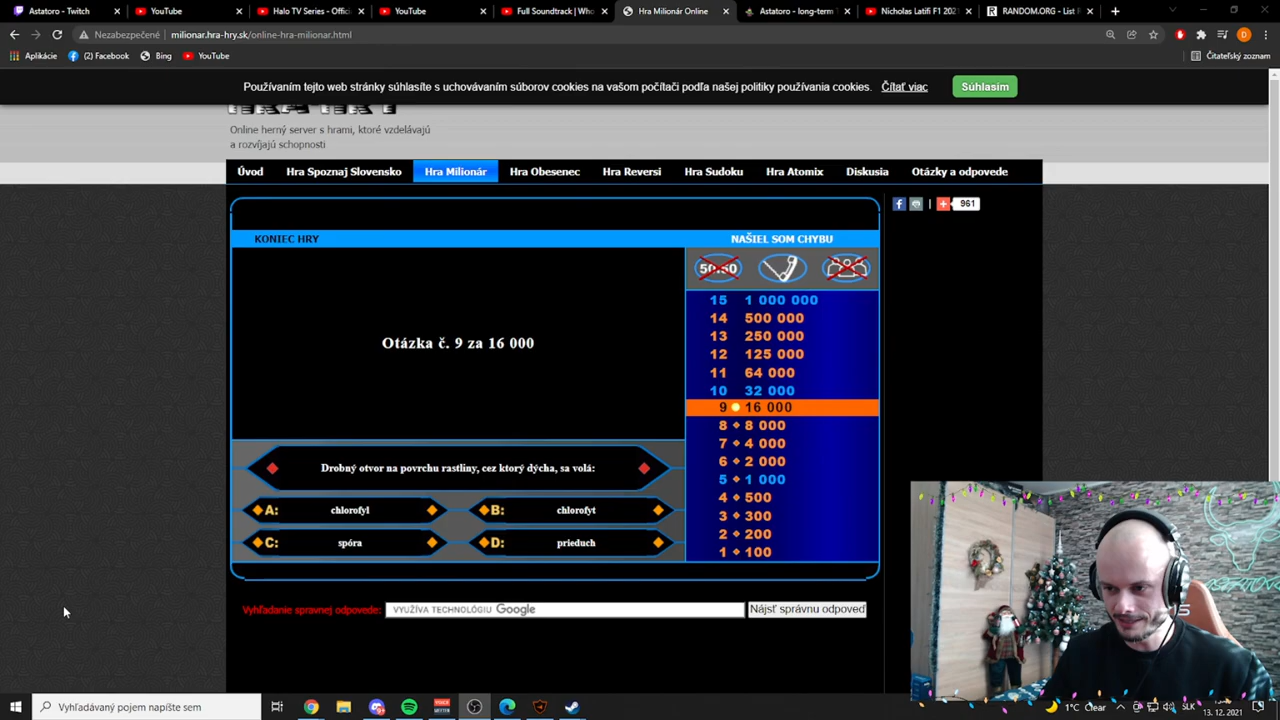 Astatoro - Twitch
YouTube
Halo TV Series - Offici
YouTube
Full Soundtrack | Who
Hra Milionár Online
Astatoro - long-term
Nicholas Latifi F1 2021
RANDOM.ORG - List R
Nezabezpečené | milionar.hra-hry.sk/online-hra-milionar.html
Aplikácie
(2) Facebook
Bing
YouTube
Čitateľský zoznam
Používaním tejto web stránky súhlasíte s uchovávaním súborov cookies na vašom počítači podľa našej politiky používania cookies.
Čítať viac
Súhlasím
Online herný server s hrami, ktoré vzdelávajú
a rozvíjajú schopnosti
Úvod
Hra Spoznaj Slovensko
Hra Milionár
Hra Obesenec
Hra Reversi
Hra Sudoku
Hra Atomix
Diskusia
Otázky a odpovede
961
KONIEC HRY
NAŠIEL SOM CHYBU
50:50
15 1 000 000
14 500 000
13 250 000
12 125 000
11 64 000
10 32 000
9 16 000
8 8 000
7 4 000
6 2 000
5 1 000
4 500
3 300
2 200
1 100
Otázka č. 9 za 16 000
Drobný otvor na povrchu rastliny, cez ktorý dýcha, sa volá:
A: chlorofyl
B: chlorofyt
C: spóra
D: prieduch
Vyhľadanie spravnej odpovede:
VYUŽÍVA TECHNOLÓGIU Google
Nájsť správnu odpoveď
Vyhľadávaný pojem napíšte sem
1°C Clear
SLK
13. 12. 2021